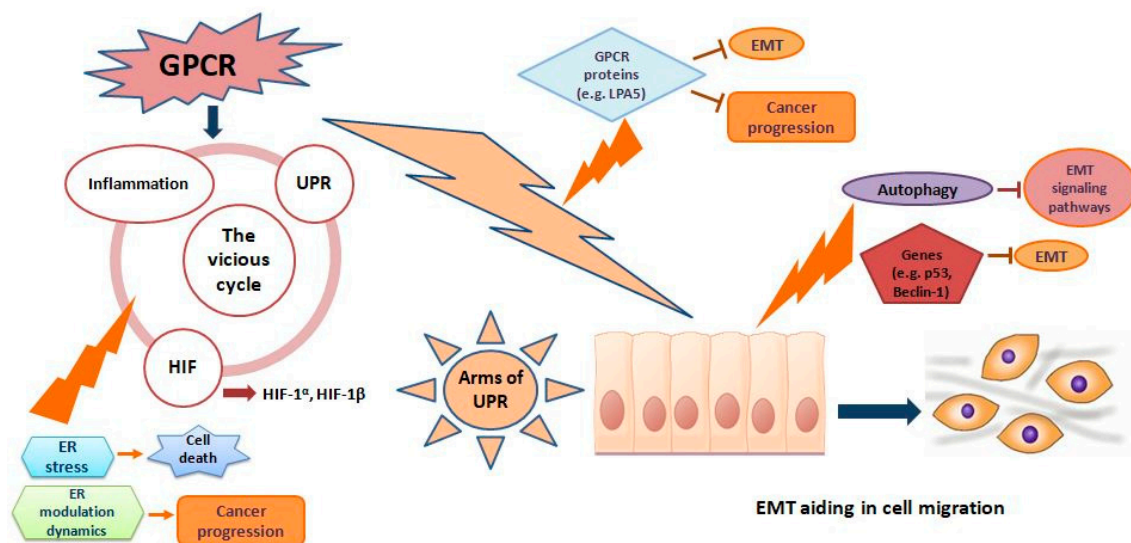 GPCR
Inflammation
UPR
The
vicious
cycle
HIF
HIF-1α, HIF-1β
ER
stress
Cell
death
ER
modulation
dynamics
Cancer
progression
GPCR
proteins
(e.g. LPA5)
EMT
Cancer
progression
Autophagy
EMT
signaling
pathways
Genes
(e.g. p53,
Beclin-1)
EMT
Arms of
UPR
EMT aiding in cell migration